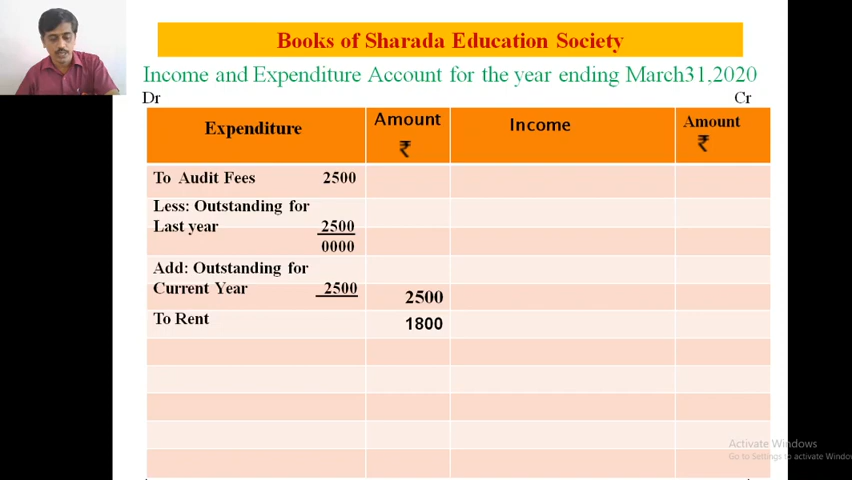 Books of Sharada Education Society
Income and Expenditure Account for the year ending March31,2020
Dr Cr
Expenditure Amount ₹ Income Amount ₹
To Audit Fees 2500
Less: Outstanding for
Last year 2500
0000
Add: Outstanding for
Current Year 2500 2500
To Rent 1800
Activate Windows
Go to Settings to activate Windows